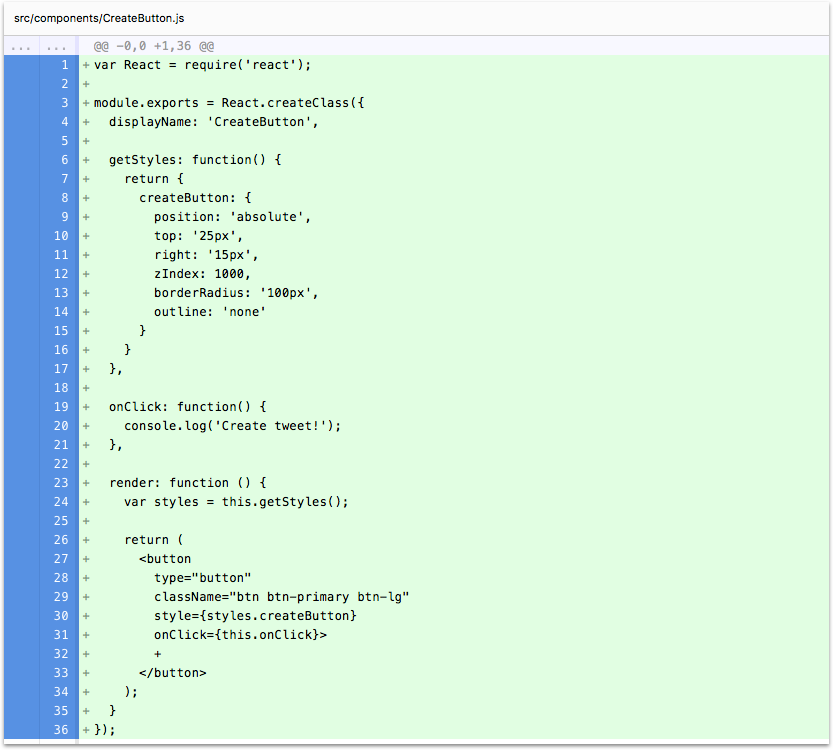 src/components/CreateButton.js
... ... @@ -0,0 +1,36 @@
1 +var React = require('react');
2 +
3 +module.exports = React.createClass({
4 +  displayName: 'CreateButton',
5 +
6 +  getStyles: function() {
7 +    return {
8 +      createButton: {
9 +        position: 'absolute',
10 +        top: '25px',
11 +        right: '15px',
12 +        zIndex: 1000,
13 +        borderRadius: '100px',
14 +        outline: 'none'
15 +      }
16 +    }
17 +  },
18 +
19 +  onClick: function() {
20 +    console.log('Create tweet!');
21 +  },
22 +
23 +  render: function () {
24 +    var styles = this.getStyles();
25 +
26 +    return (
27 +      <button
28 +        type="button"
29 +        className="btn btn-primary btn-lg"
30 +        style={styles.createButton}
31 +        onClick={this.onClick}>
32 +        +
33 +      </button>
34 +    );
35 +  }
36 +});